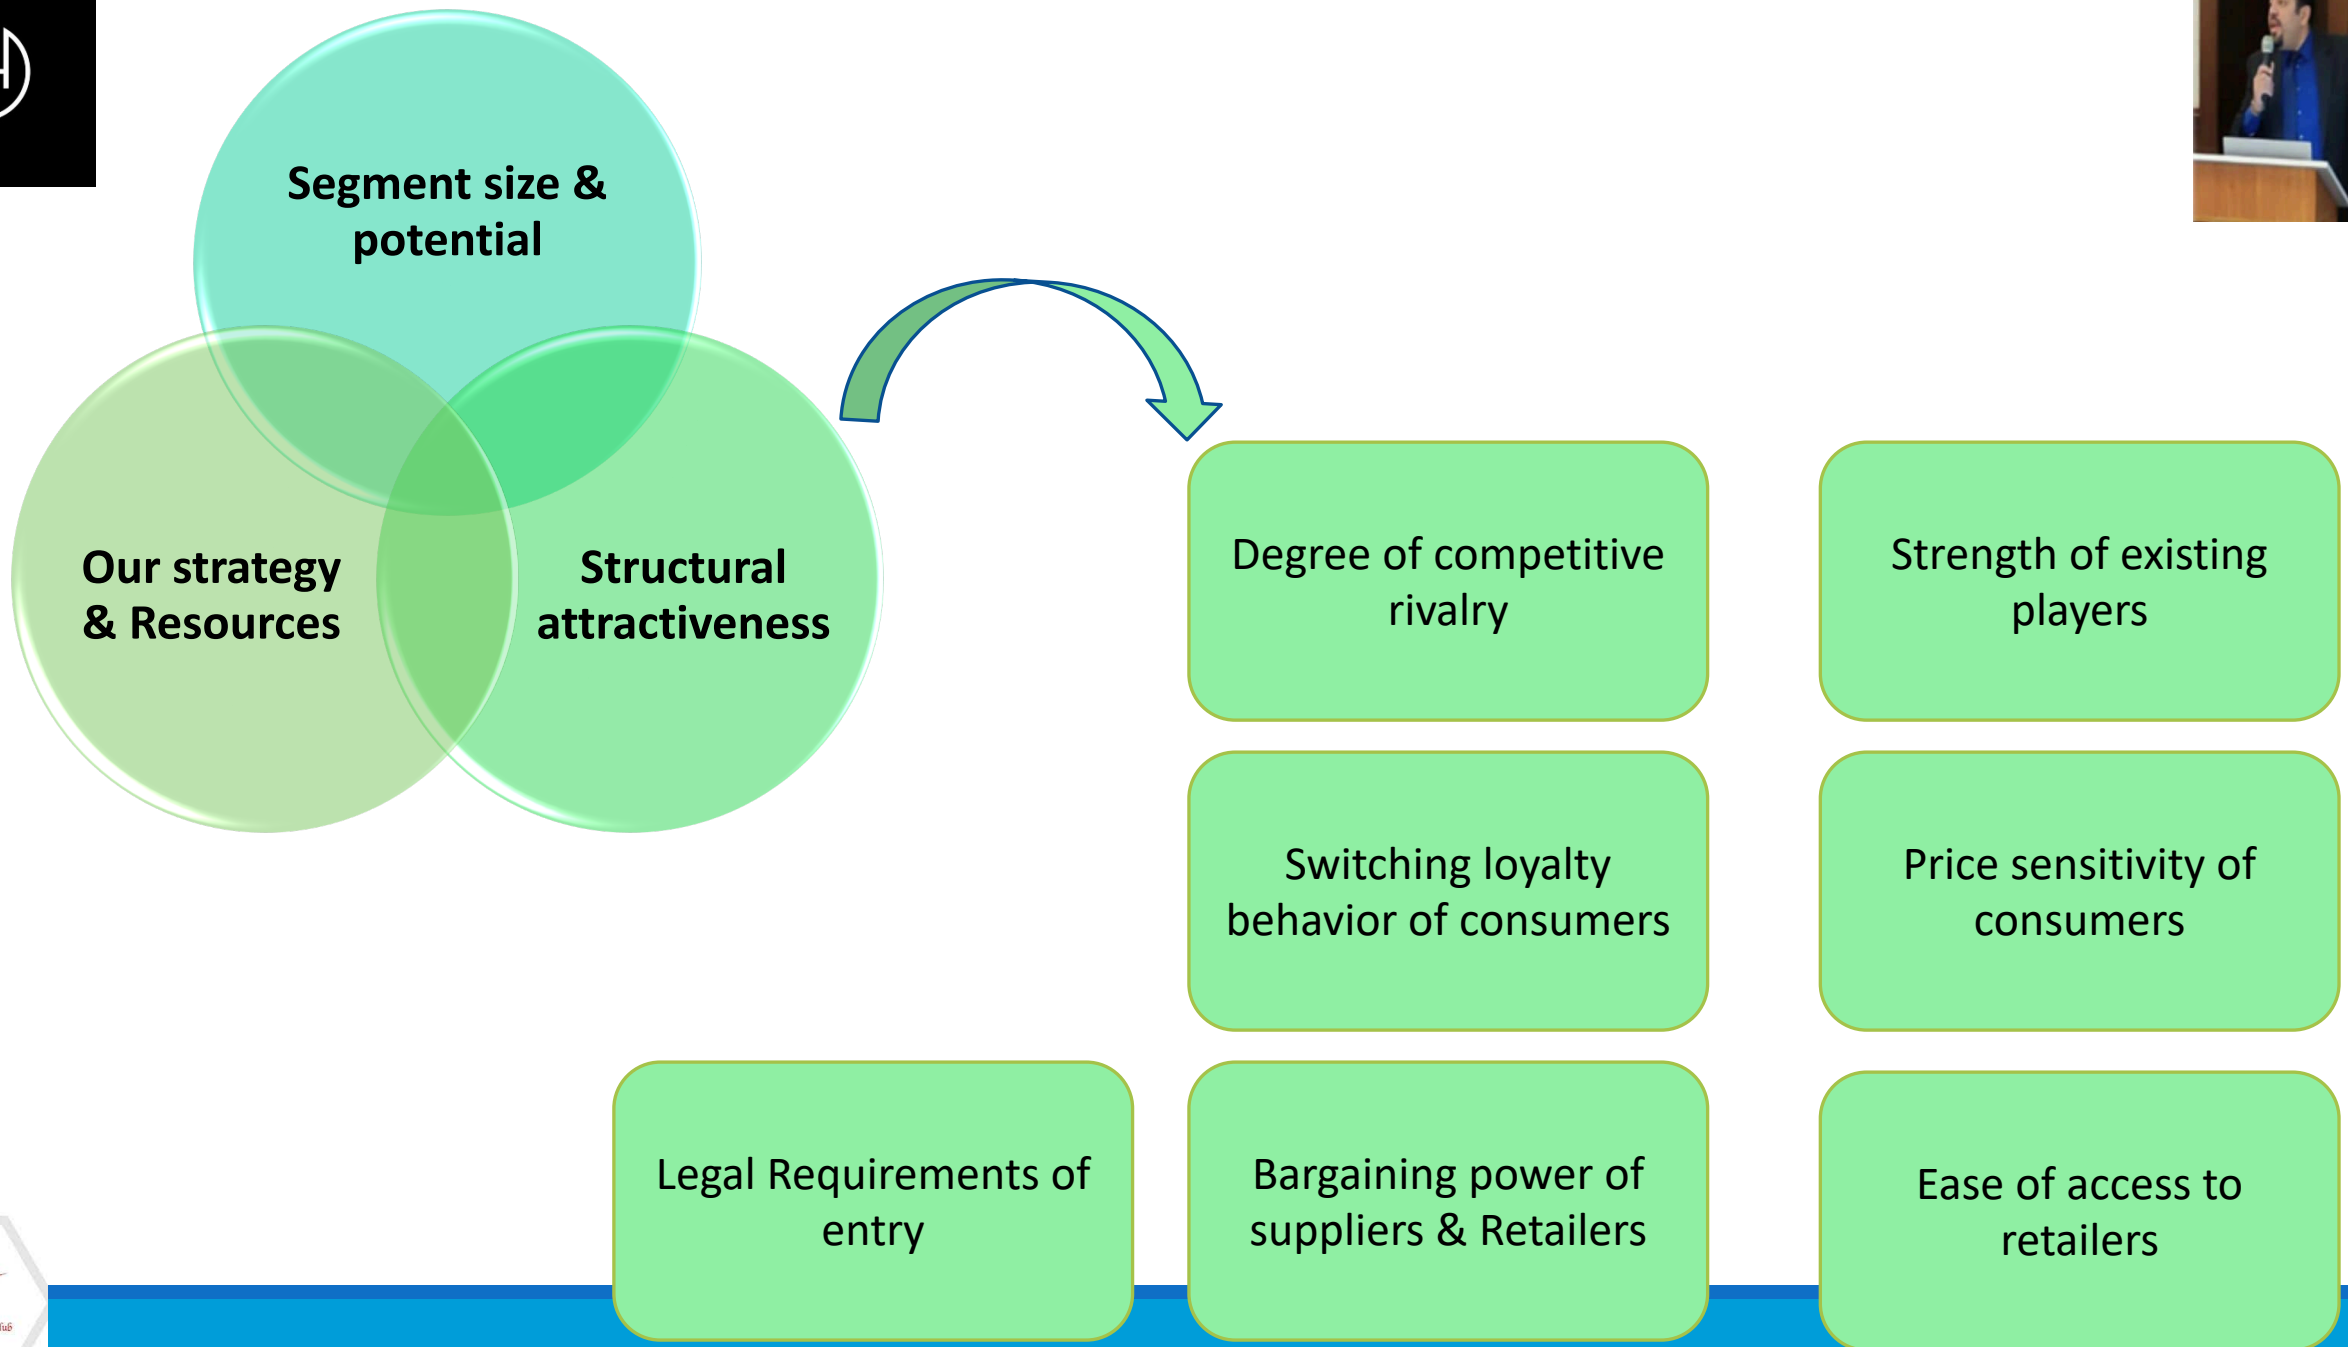 Segment size &
potential
Our strategy
& Resources
Structural
attractiveness
Degree of competitive
rivalry
Strength of existing
players
Switching loyalty
behavior of consumers
Price sensitivity of
consumers
Legal Requirements of
entry
Bargaining power of
suppliers & Retailers
Ease of access to
retailers